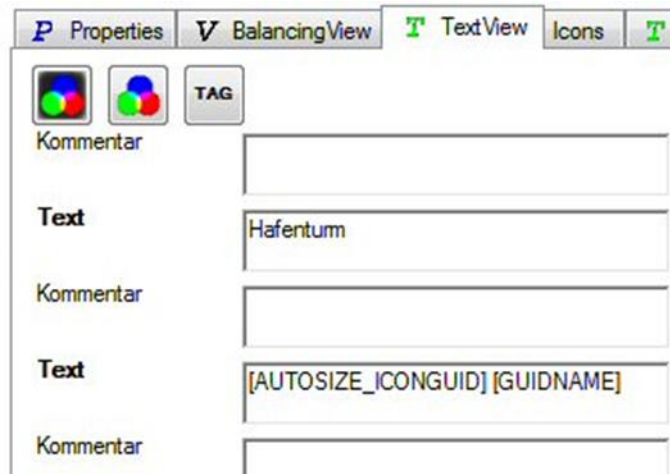 P Properties V BalancingView T TextView Icons T
TAG
Kommentar
Text Hafenturm
Kommentar
Text [AUTOSIZE_ICONGUID] [GUIDNAME]
Kommentar